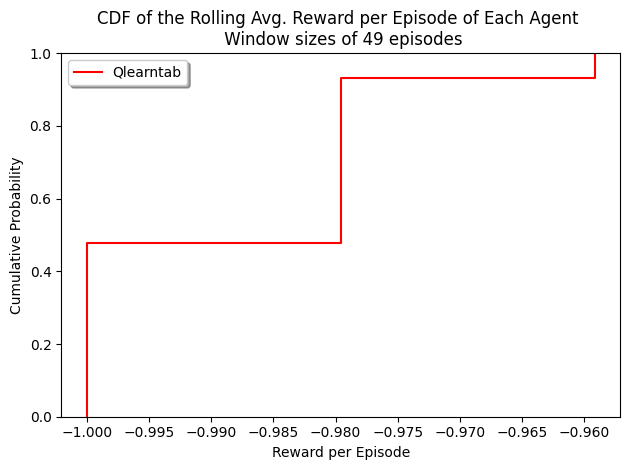 CDF of the Rolling Avg. Reward per Episode of Each Agent
Window sizes of 49 episodes
Qlearntab
Cumulative Probability
1.0
0.8
0.6
0.4
0.2
0.0
−1.000 −0.995 −0.990 −0.985 −0.980 −0.975 −0.970 −0.965 −0.960
Reward per Episode